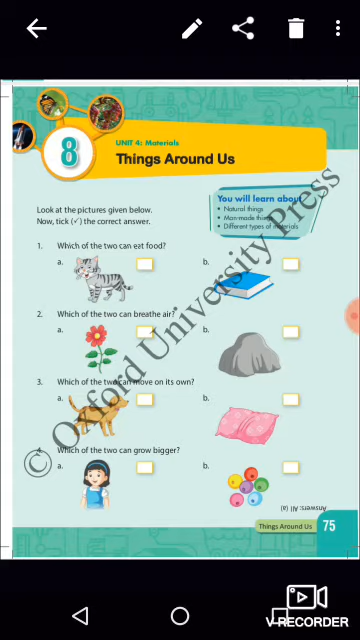 8
UNIT 4: Materials
Things Around Us
You will learn about
• Natural things
• Man-made things
• Different types of materials
Look at the pictures given below.
Now, tick (✓) the correct answer.
1. Which of the two can eat food?
a. b.
2. Which of the two can breathe air?
a. b.
3. Which of the two can move on its own?
a. b.
4. Which of the two can grow bigger?
a. b.
Answers: All (a)
Things Around Us 75
© Oxford University Press
V RECORDER